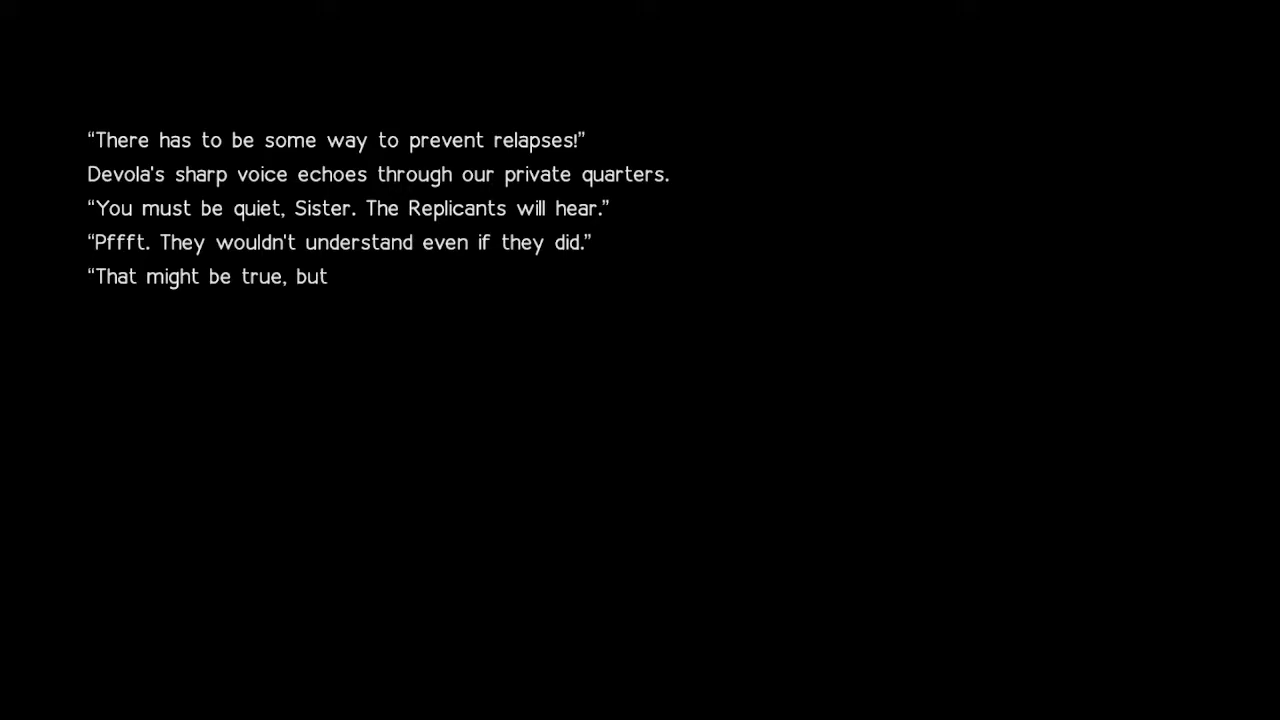 “There has to be some way to prevent relapses!”
Devola's sharp voice echoes through our private quarters.
“You must be quiet, Sister. The Replicants will hear.”
“Pffft. They wouldn't understand even if they did.”
“That might be true, but